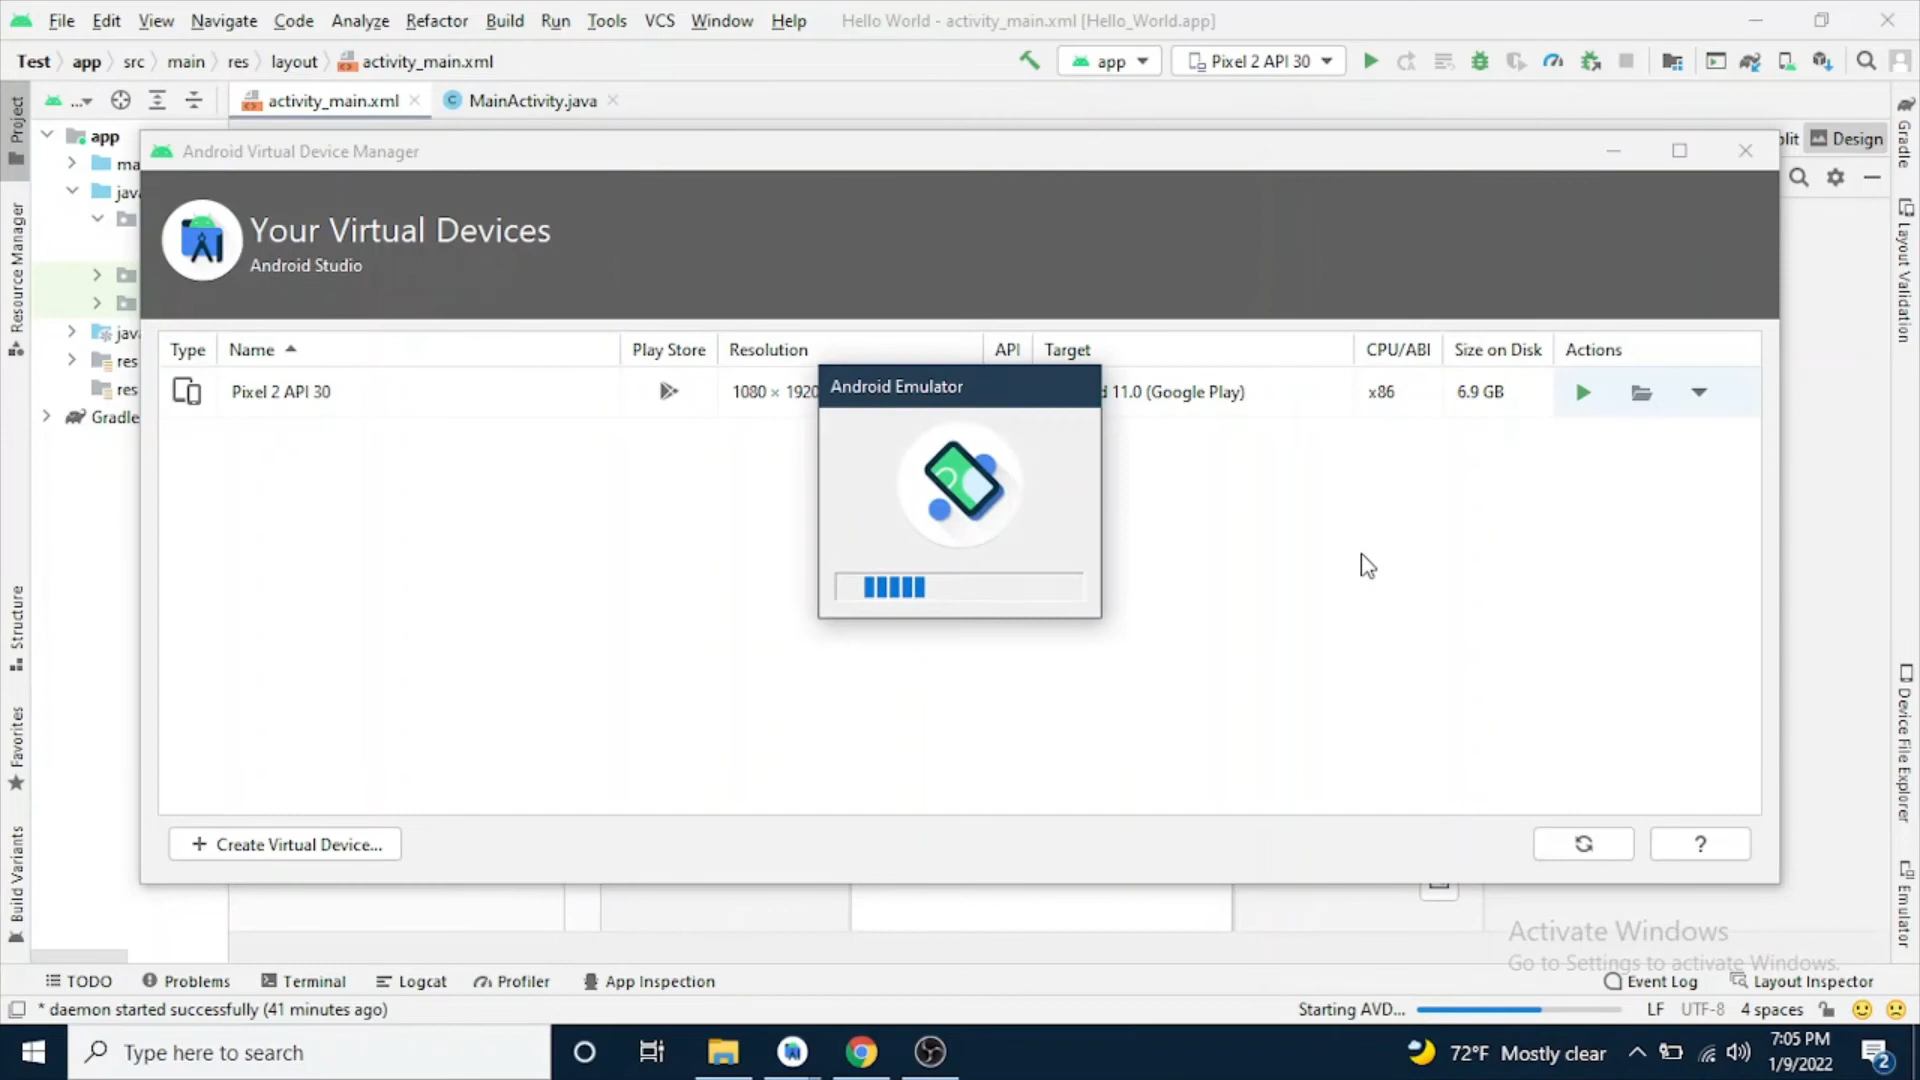 File Edit View Navigate Code Analyze Refactor Build Run Tools VCS Window Help Hello World - activity_main.xml [Hello_World.app]
Test app src main res layout activity_main.xml app Pixel 2 API 30
... activity_main.xml MainActivity.java
Project
Resource Manager
Structure
Favorites
Build Variants
app
ma
java
java
res
res
Gradle
Design
Gradle
Layout Validation
Device File Explorer
Emulator
Android Virtual Device Manager
Your Virtual Devices
Android Studio
Type Name Play Store Resolution API Target CPU/ABI Size on Disk Actions
Pixel 2 API 30 1080 × 1920 d 11.0 (Google Play) x86 6.9 GB
Android Emulator
+ Create Virtual Device... ?
Activate Windows
Go to Settings to activate Windows.
TODO Problems Terminal Logcat Profiler App Inspection Event Log Layout Inspector
* daemon started successfully (41 minutes ago) Starting AVD... LF UTF-8 4 spaces
Type here to search 72°F Mostly clear 7:05 PM
1/9/2022 2